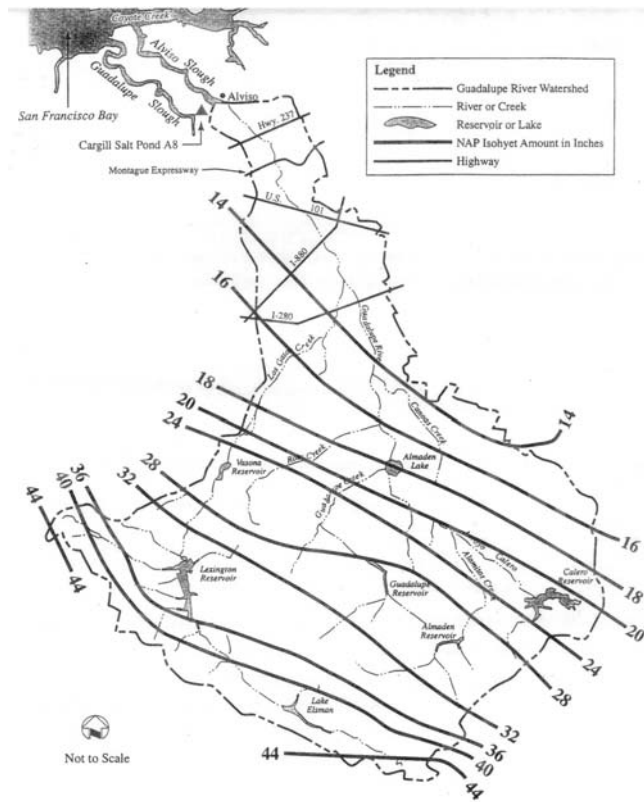 Coyote Creek
Alviso Slough
Guadalupe Slough
Alviso
San Francisco Bay
Cargill Salt Pond A8
Hwy. 237
Montague Expressway
Legend
Guadalupe River Watershed
River or Creek
Reservoir or Lake
NAP Isohyet Amount in Inches
Highway
U.S. 101
14
I-880
16
I-280
Guadalupe River
Los Gatos Creek
18
Canoas Creek
14
20
24
Ross Creek
Almaden Lake
Vasona
Reservoir
28
Guadalupe Creek
36
32
40
44
16
Arroyo Calero
Alamitos Creek
Lexington
Reservoir
Guadalupe
Reservoir
Calero
Reservoir
18
44
20
Almaden
Reservoir
24
28
Lake
Elsman
32
36
40
44
44
Not to Scale